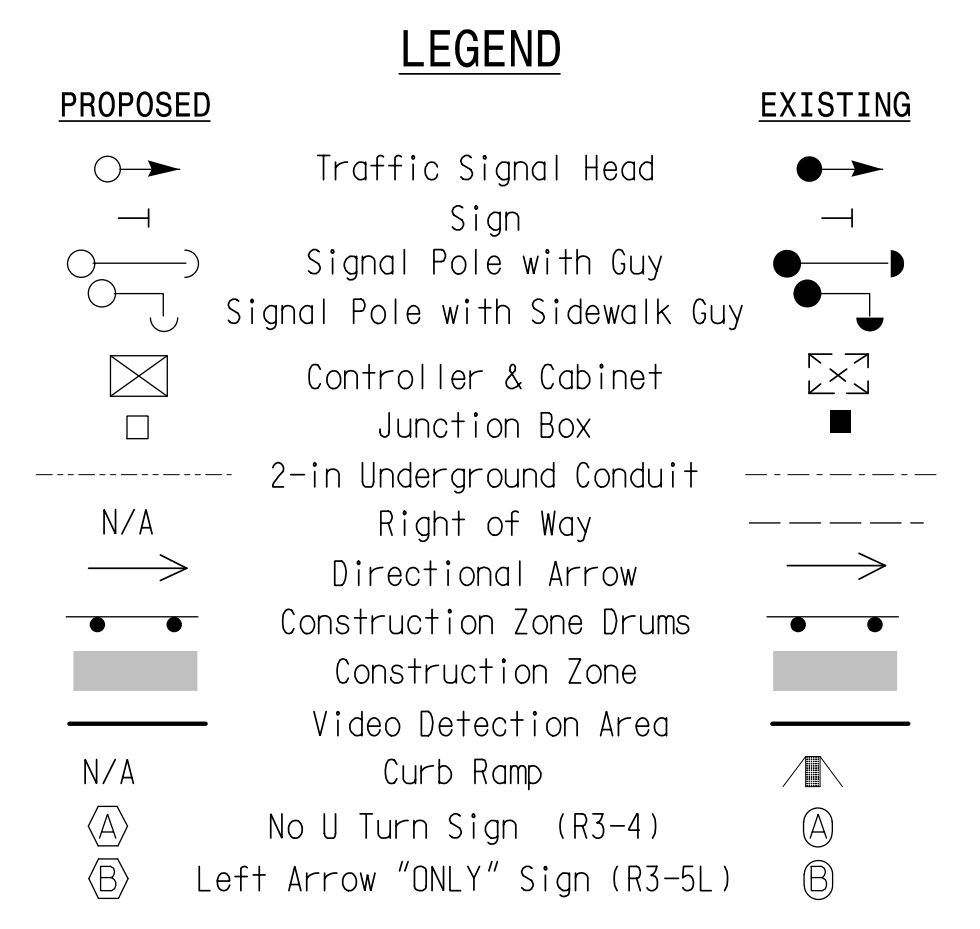 LEGEND
PROPOSED EXISTING
Traffic Signal Head
Sign
Signal Pole with Guy
Signal Pole with Sidewalk Guy
Controller & Cabinet
Junction Box
2-in Underground Conduit
N/A Right of Way
Directional Arrow
Construction Zone Drums
Construction Zone
Video Detection Area
N/A Curb Ramp
A No U Turn Sign (R3-4) A
B Left Arrow "ONLY" Sign (R3-5L) B